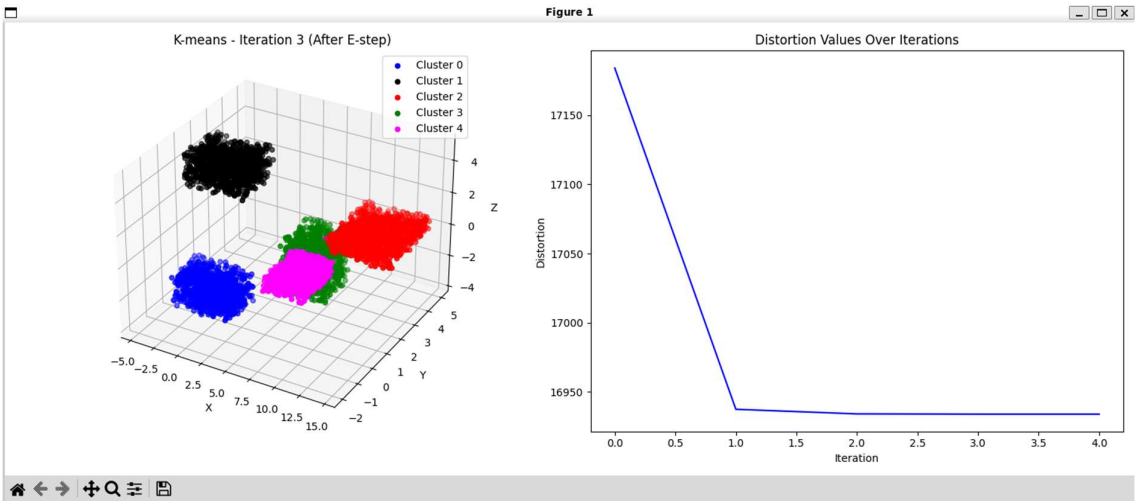 Figure 1
K-means - Iteration 3 (After E-step)
Cluster 0
Cluster 1
Cluster 2
Cluster 3
Cluster 4
4
2
0
−2
−4
Z
−5.0
−2.5
0.0
2.5
5.0
7.5
10.0
12.5
15.0
X
−2
−1
0
1
2
3
4
5
Y
Distortion Values Over Iterations
17150
17100
17050
17000
16950
Distortion
0.0 0.5 1.0 1.5 2.0 2.5 3.0 3.5 4.0
Iteration